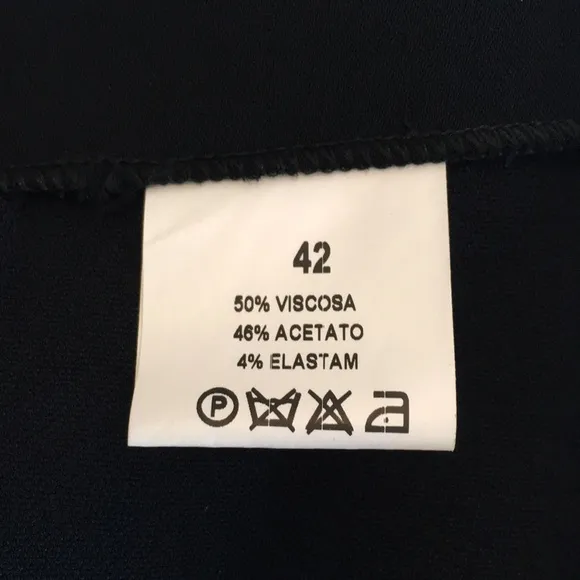 42
50% VISCOSA
46% ACETATO
4% ELASTAM
P